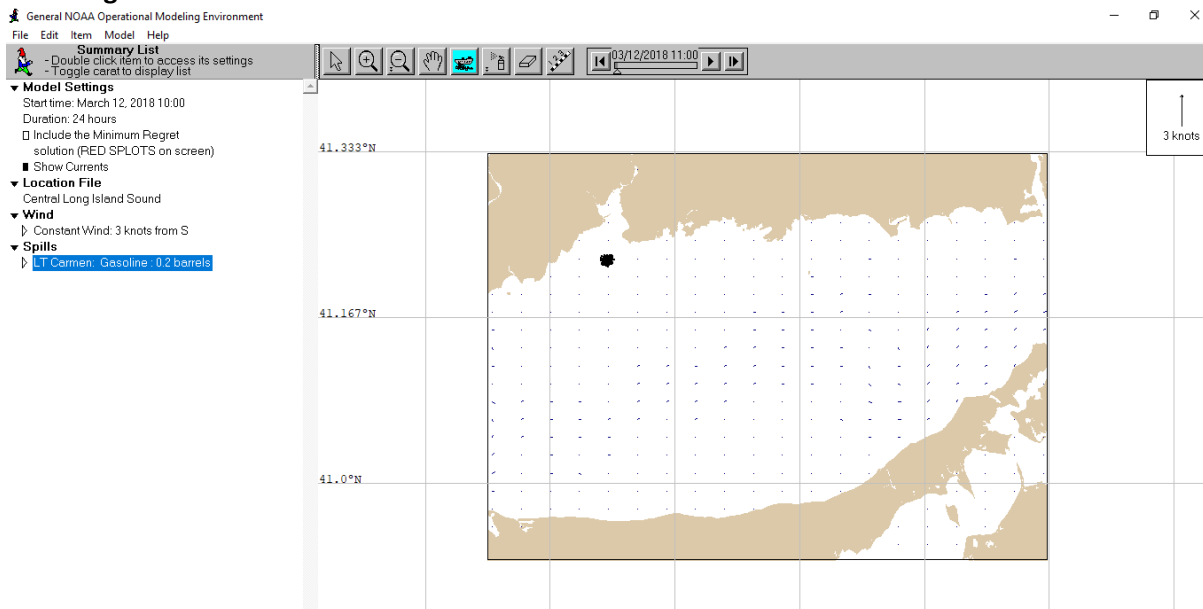 General NOAA Operational Modeling Environment
File Edit Item Model Help
Summary List
- Double click item to access its settings
- Toggle carat to display list
03/12/2018 11:00
Model Settings
Start time: March 12, 2018 10:00
Duration: 24 hours
Include the Minimum Regret
solution (RED SPLOTS on screen)
Show Currents
Location File
Central Long Island Sound
Wind
Constant Wind: 3 knots from S
Spills
LT Carmen: Gasoline : 0.2 barrels
3 knots
41.333°N
41.167°N
41.0°N